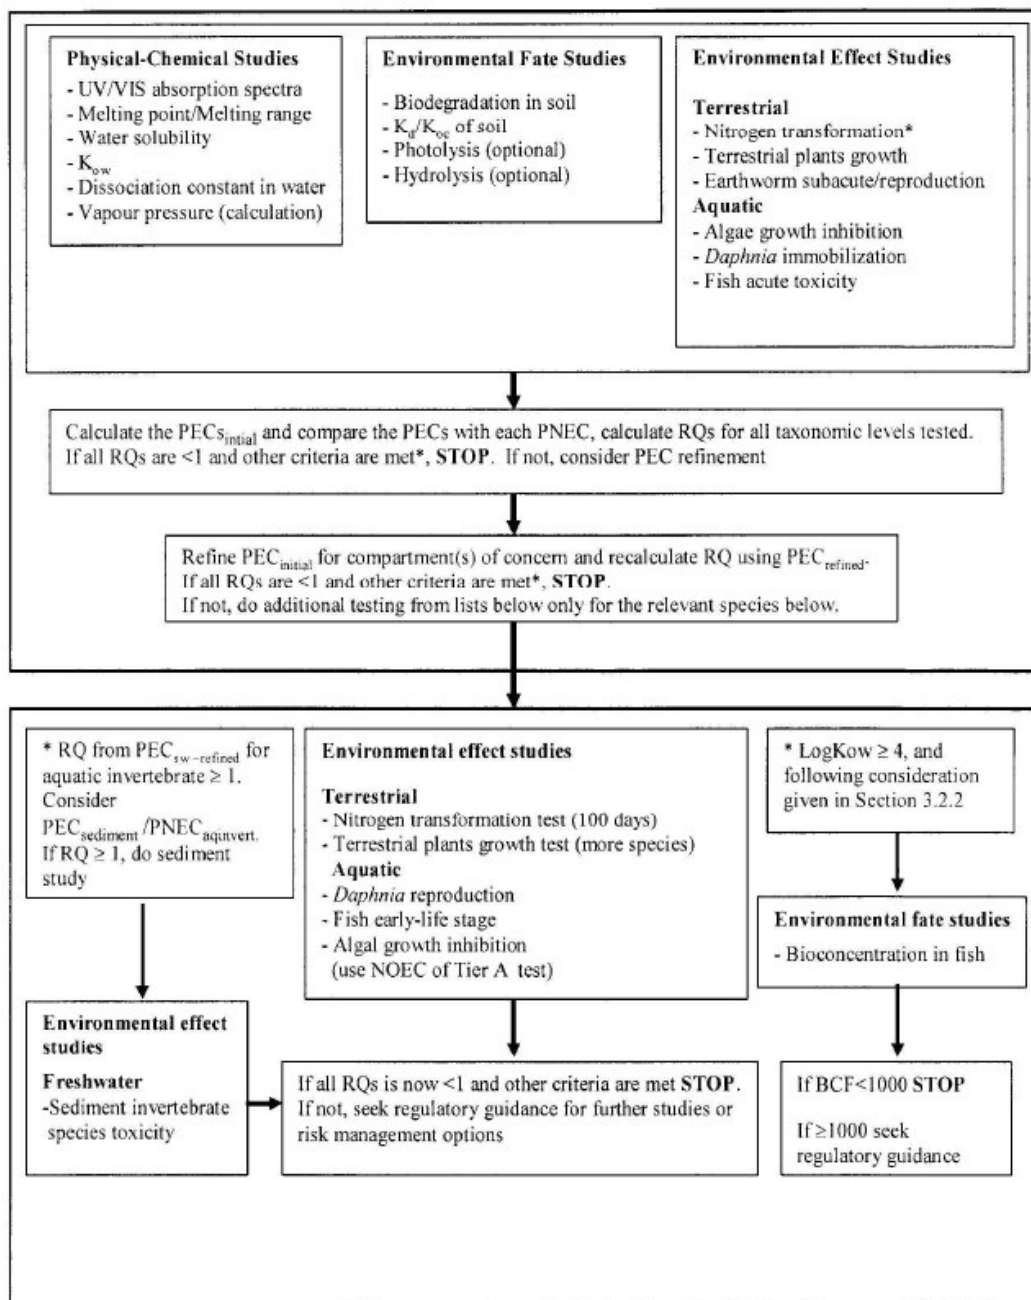 Physical-Chemical Studies
- UV/VIS absorption spectra
- Melting point/Melting range
- Water solubility
- Kow
- Dissociation constant in water
- Vapour pressure (calculation)
Environmental Fate Studies
- Biodegradation in soil
- Kd/Koc of soil
- Photolysis (optional)
- Hydrolysis (optional)
Environmental Effect Studies
Terrestrial
- Nitrogen transformation*
- Terrestrial plants growth
- Earthworm subacute/reproduction
Aquatic
- Algae growth inhibition
- Daphnia immobilization
- Fish acute toxicity
Calculate the PECsintial and compare the PECs with each PNEC, calculate RQs for all taxonomic levels tested.
If all RQs are <1 and other criteria are met*, STOP. If not, consider PEC refinement
Refine PECinitial for compartment(s) of concern and recalculate RQ using PECrefined.
If all RQs are <1 and other criteria are met*, STOP.
If not, do additional testing from lists below only for the relevant species below.
* RQ from PECsw-refined for
aquatic invertebrate ≥ 1.
Consider
PECsediment/PNECaqinvert.
If RQ ≥ 1, do sediment
study
Environmental effect studies
Terrestrial
- Nitrogen transformation test (100 days)
- Terrestrial plants growth test (more species)
Aquatic
- Daphnia reproduction
- Fish early-life stage
- Algal growth inhibition
(use NOEC of Tier A test)
* LogKow ≥ 4, and
following consideration
given in Section 3.2.2
Environmental fate studies
- Bioconcentration in fish
Environmental effect
studies
Freshwater
-Sediment invertebrate
species toxicity
If all RQs is now <1 and other criteria are met STOP.
If not, seek regulatory guidance for further studies or
risk management options
If BCF<1000 STOP
If ≥1000 seek
regulatory guidance